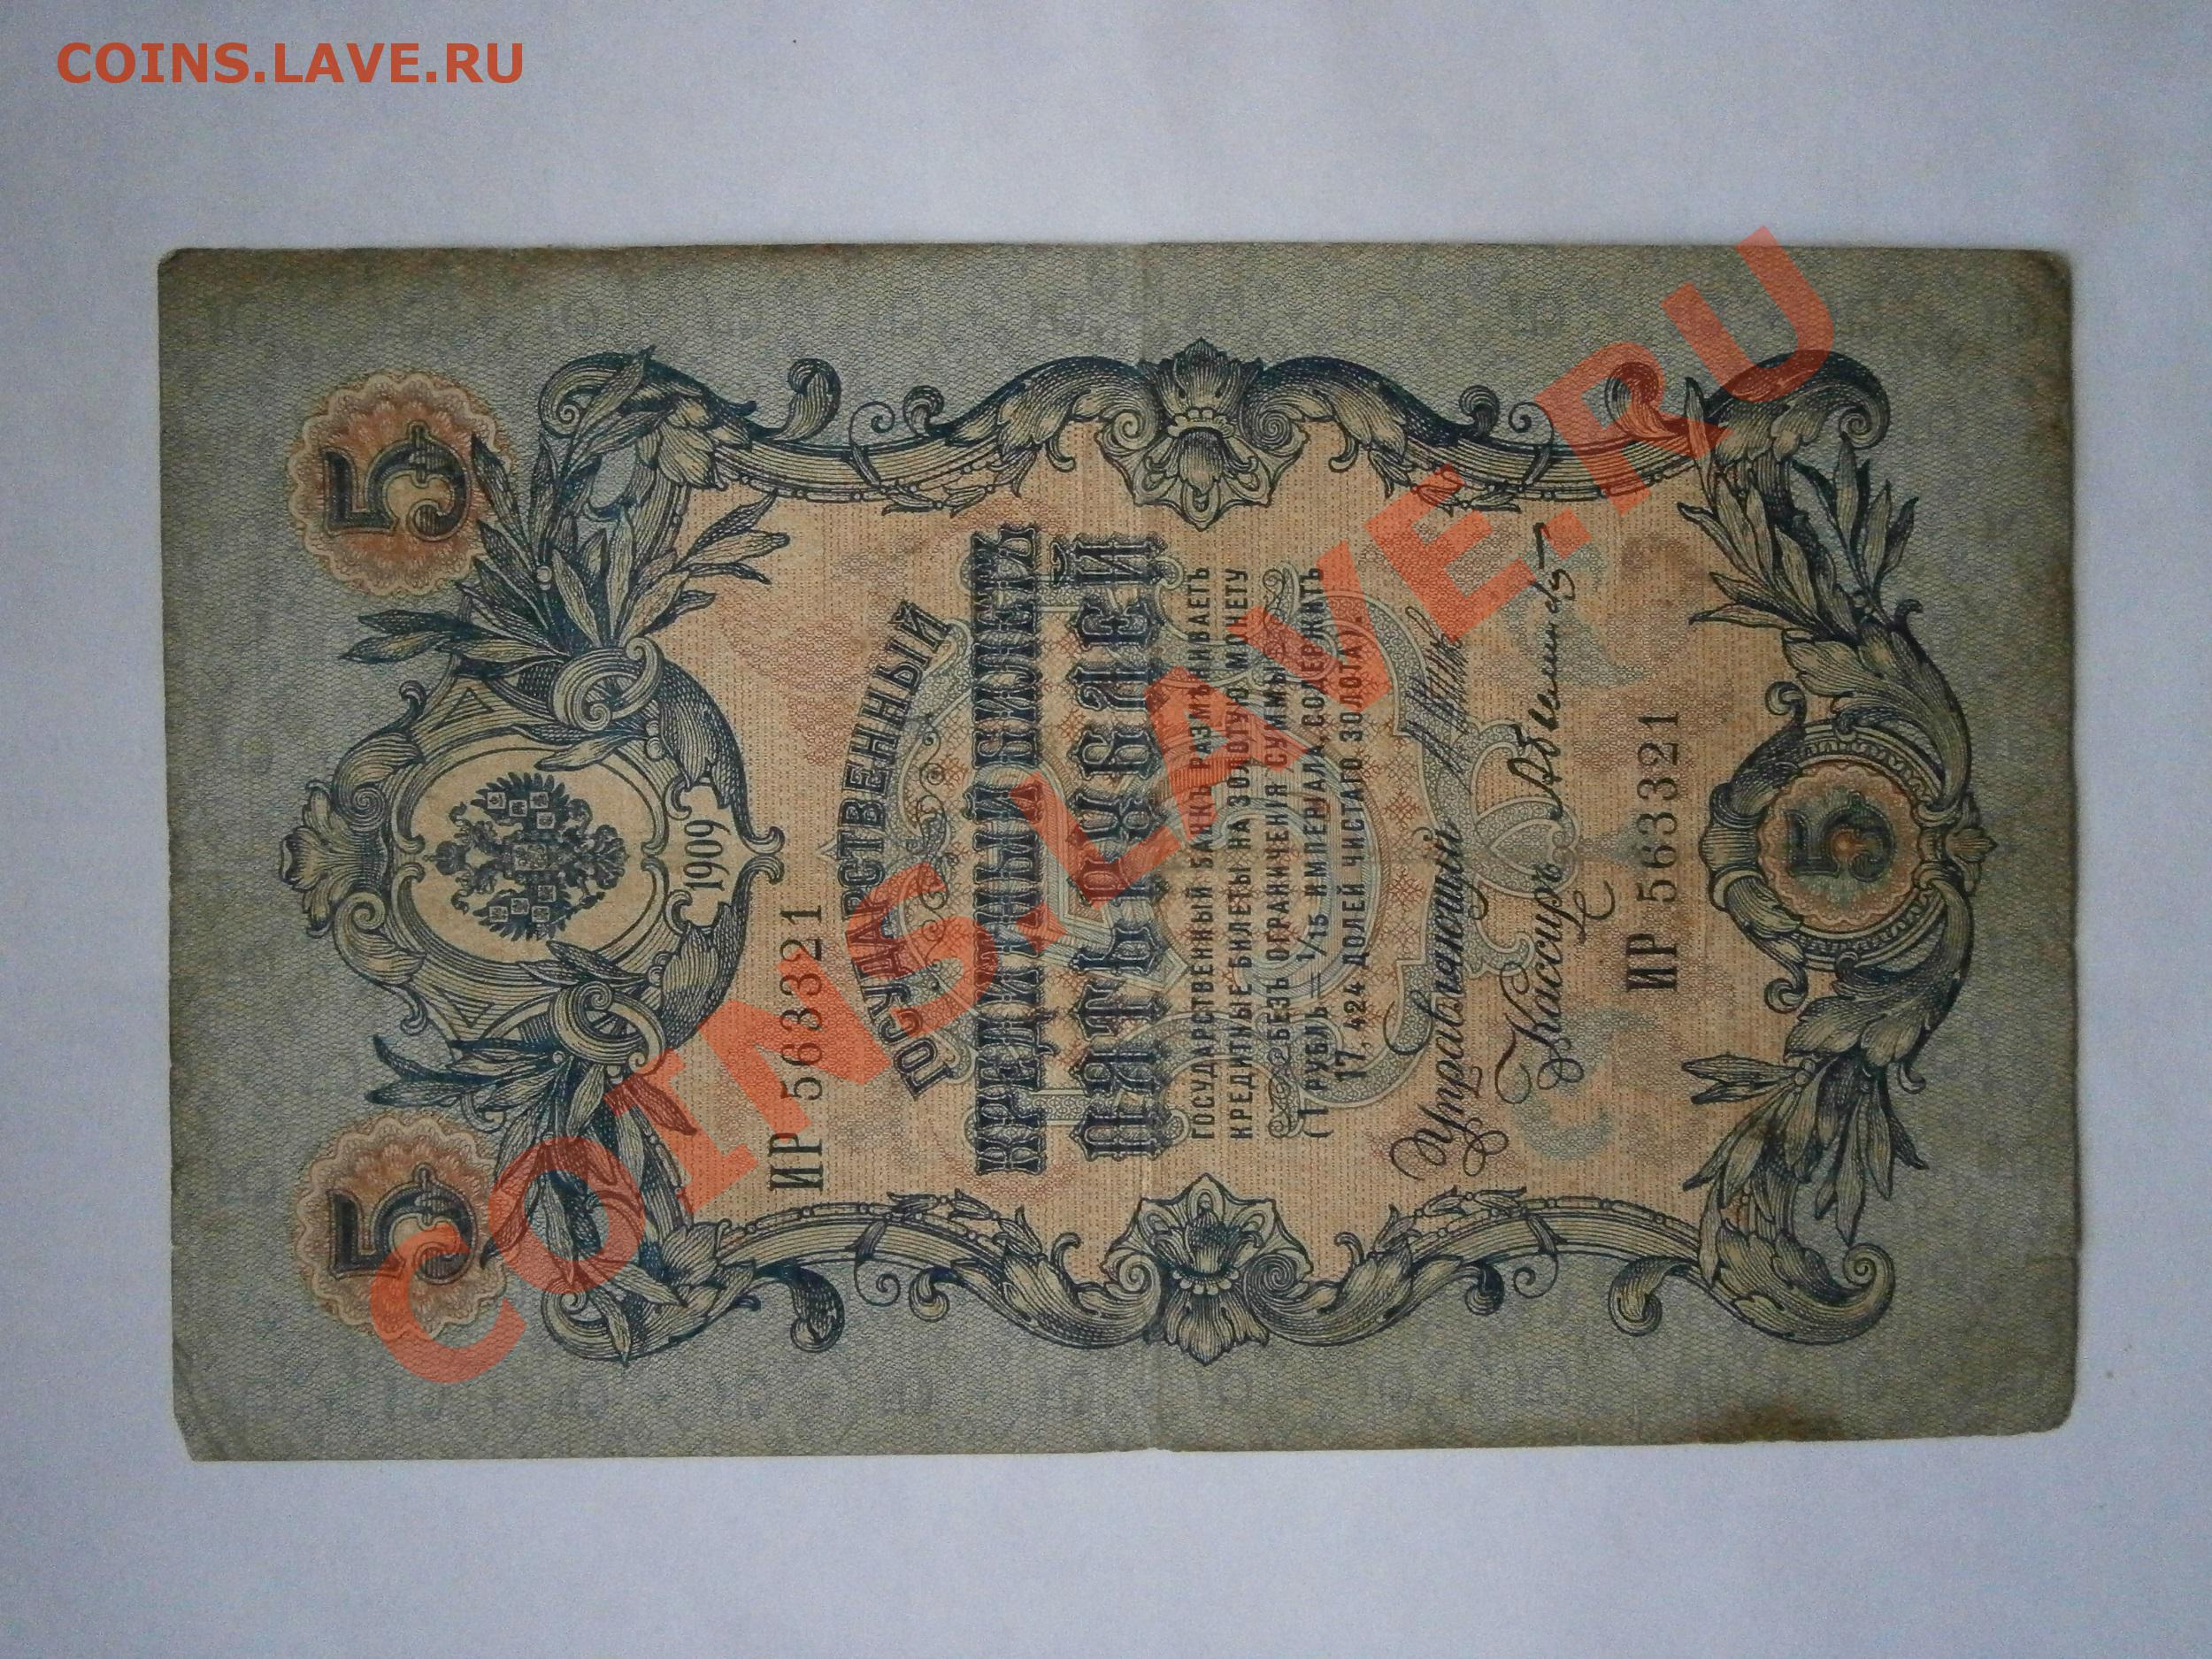 COINS.LAVE.RU
5
5
1909
ИР 563321
ГОСУДАРСТВЕННЫЙ
КРЕДИТНЫЙ БИЛЕТЪ
ПЯТЬ РУБЛЕЙ
ГОСУДАРСТВЕННЫЙ БАНКЪ РАЗМѢНИВАЕТЪ
КРЕДИТНЫЕ БИЛЕТЫ НА ЗОЛОТУЮ МОНЕТУ
БЕЗЪ ОГРАНИЧЕНІЯ СУММЫ
(1 РУБЛЬ = 1/15 ИМПЕРІАЛА, СОДЕРЖИТЪ
17,424 ДОЛЕЙ ЧИСТАГО ЗОЛОТА).
Управляющій
Кассиръ
ИР 563321
5
COINS.LAVE.RU